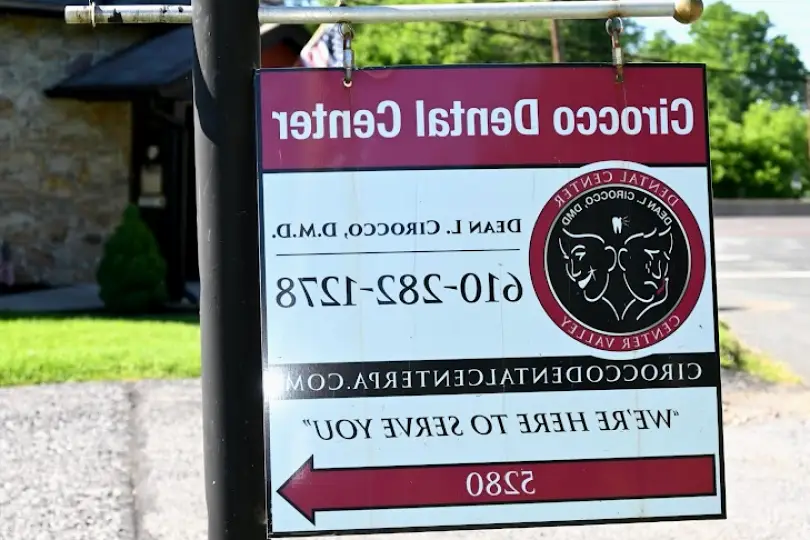 Cirocco Dental Center
DENTAL CENTER
DEAN L. CIROCCO, DMD
CENTER VALLEY
DEAN L. CIROCCO, D.M.D.
610-282-1278
CIROCCODENTALCENTERPA.COM
"WE'RE HERE TO SERVE YOU"
5280